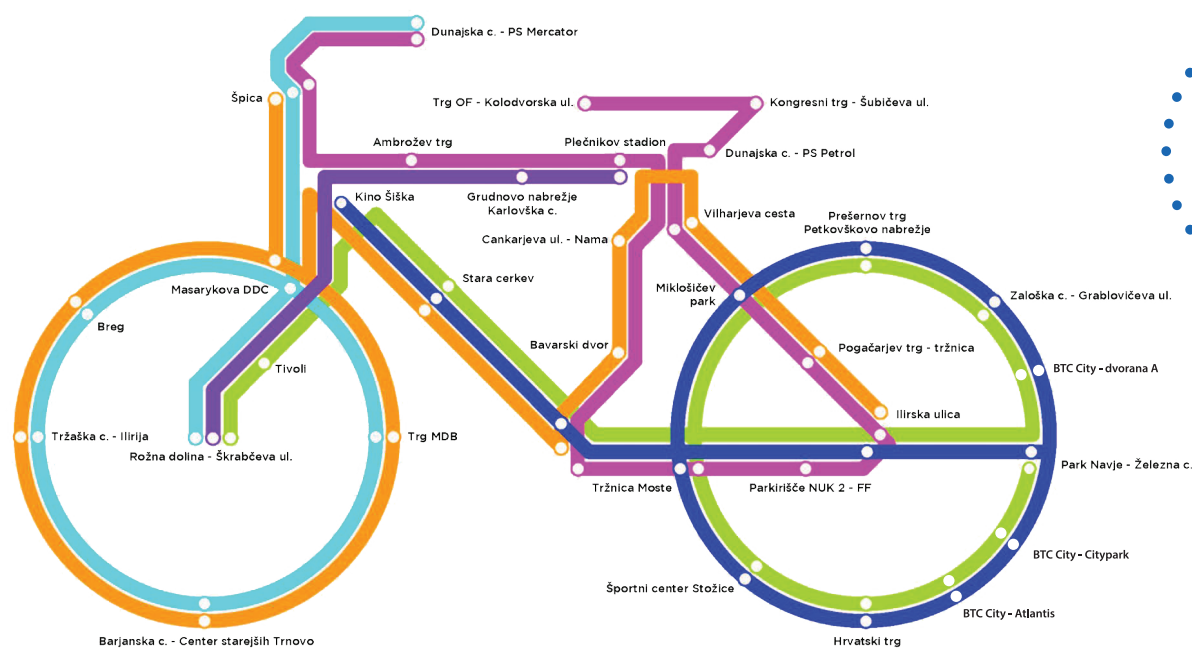 Dunajska c. - PS Mercator
Špica
Trg OF - Kolodvorska ul.
Kongresni trg - Šubičeva ul.
Ambrožev trg
Plečnikov stadion
Dunajska c. - PS Petrol
Kino Šiška
Grudnovo nabrežje
Karlovška c.
Vilharjeva cesta
Prešernov trg
Petkovškovo nabrežje
Cankarjeva ul. - Nama
Stara cerkev
Masarykova DDC
Miklošičev
park
Zaloška c. - Grablovičeva ul.
Breg
Bavarski dvor
Pogačarjev trg - tržnica
Tivoli
BTC City - dvorana A
Ilirska ulica
Tržaška c. - Ilirija
Trg MDB
Rožna dolina - Škrabčeva ul.
Park Navje - Železna c.
Tržnica Moste
Parkirišče NUK 2 - FF
BTC City - Citypark
Športni center Stožice
BTC City - Atlantis
Barjanska c. - Center starejših Trnovo
Hrvatski trg